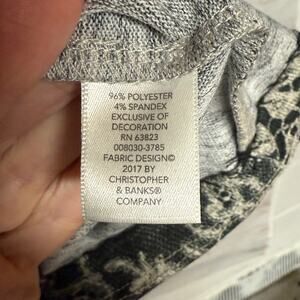 96% POLYESTER
4% SPANDEX
EXCLUSIVE OF
DECORATION
RN 63823
008030-3785
FABRIC DESIGN©
2017 BY
CHRISTOPHER
& BANKS®
COMPANY